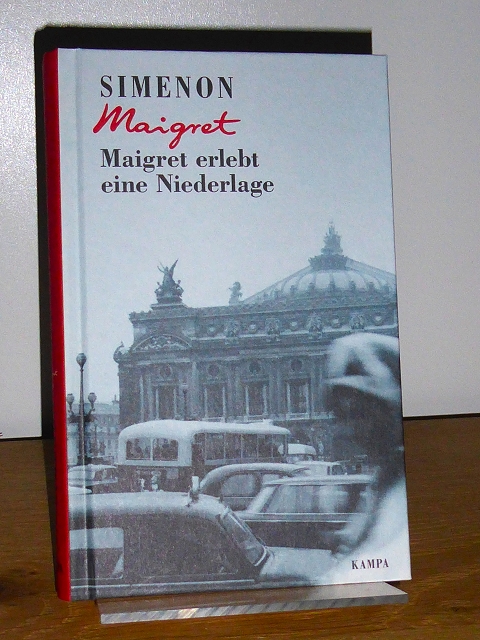 SIMENON
Maigret
Maigret erlebt
eine Niederlage
KAMPA